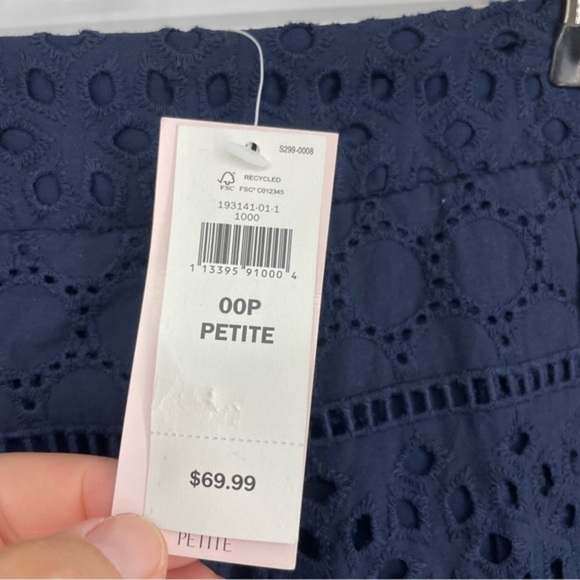 S299-0008
RECYCLED
FSC FSC® C012345
193141-01-1
1000
1 13395 91000 4
00P
PETITE
$69.99
PETITE